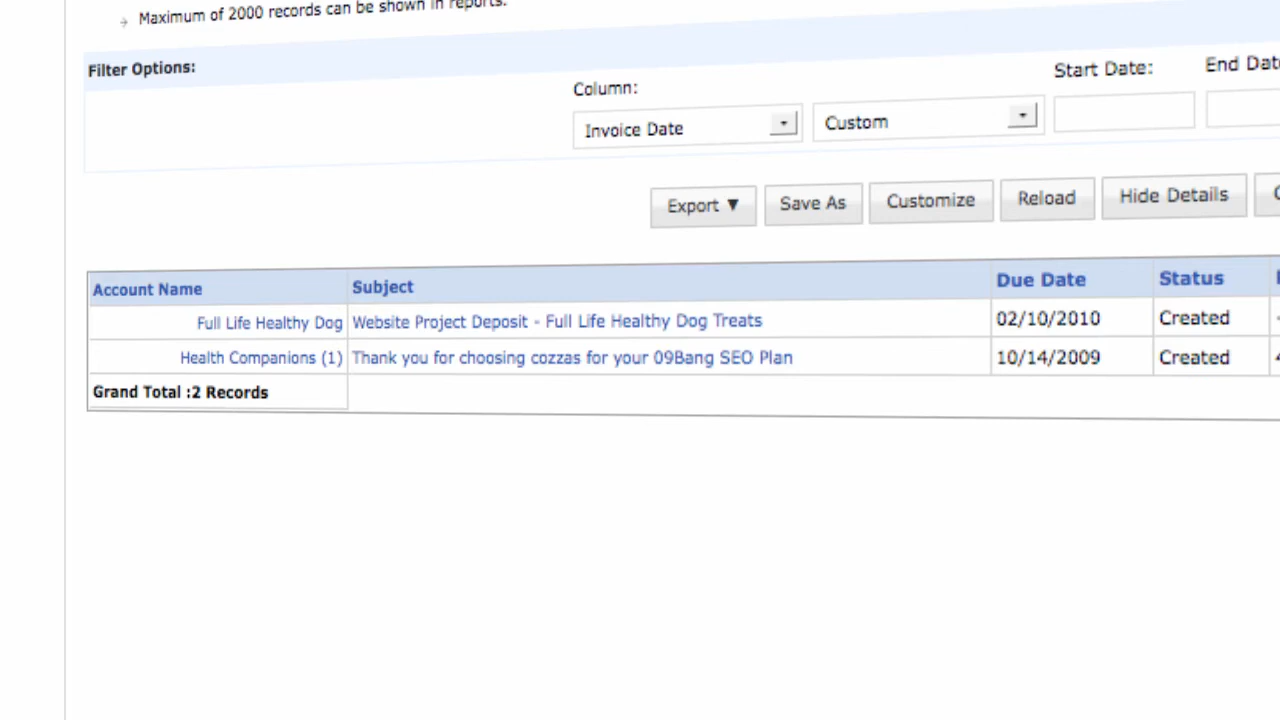 Maximum of 2000 records can be shown in reports.
Filter Options:
Column:
Start Date:
End Date
Invoice Date
Custom
Export ▼
Save As
Customize
Reload
Hide Details
Account Name Subject Due Date Status
Full Life Healthy Dog Website Project Deposit - Full Life Healthy Dog Treats 02/10/2010 Created
Health Companions (1) Thank you for choosing cozzas for your 09Bang SEO Plan 10/14/2009 Created
Grand Total :2 Records